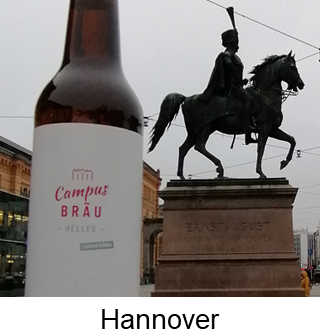 Campus
BRÄU
- HELLES -
ERNST AUGUST
Hannover